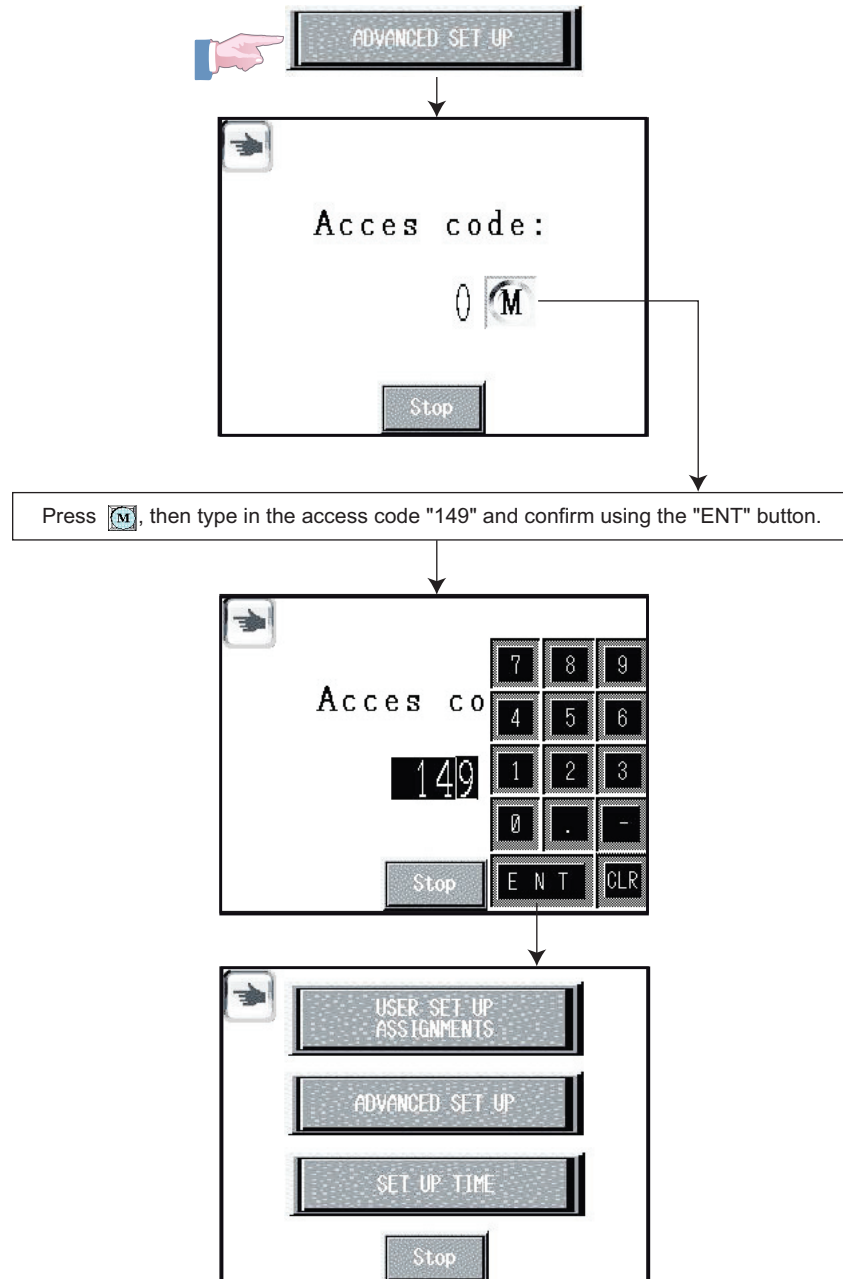 ADVANCED SET UP
Acces code:
0 M
Stop
Press M, then type in the access code "149" and confirm using the "ENT" button.
7 8 9
Acces co
4 5 6
149
1 2 3
0 . -
Stop
ENT CLR
USER SET UP
ASSIGNMENTS
ADVANCED SET UP
SET UP TIME
Stop